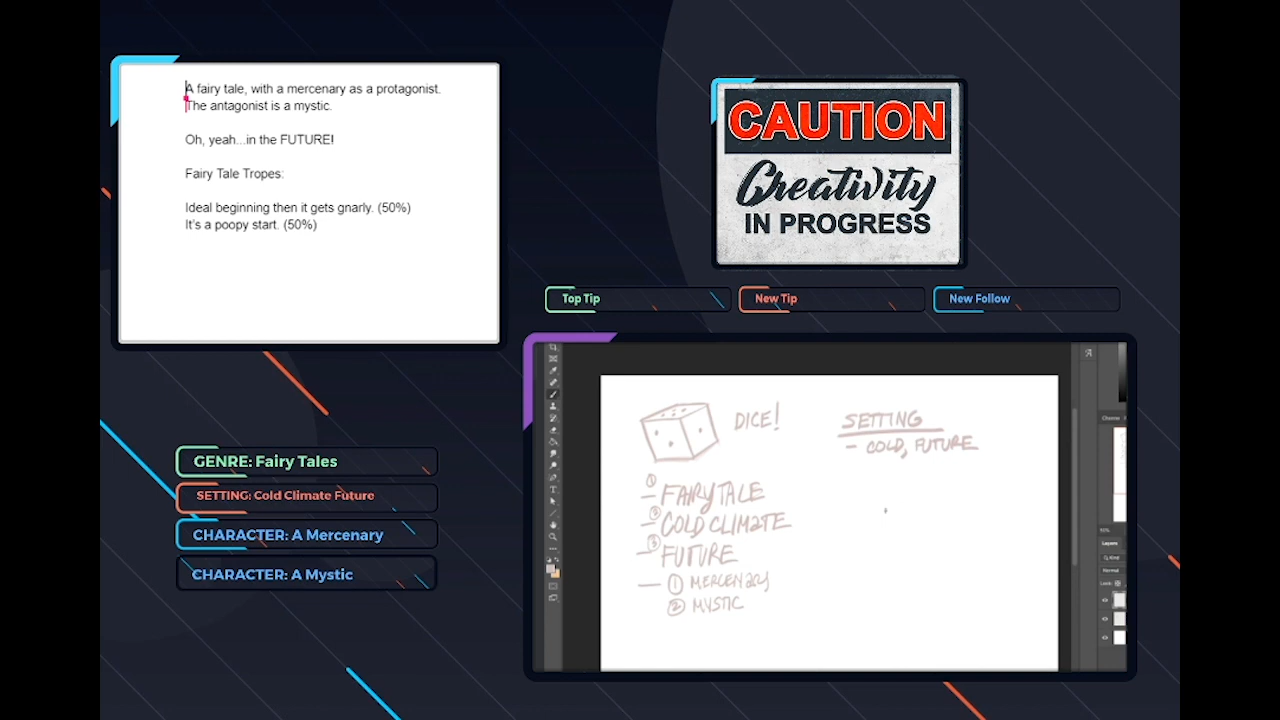 A fairy tale, with a mercenary as a protagonist.
The antagonist is a mystic.
Oh, yeah...in the FUTURE!
Fairy Tale Tropes:
Ideal beginning then it gets gnarly. (50%)
It's a poopy start. (50%)
CAUTION
Creativity
IN PROGRESS
Top Tip
New Tip
New Follow
GENRE: Fairy Tales
SETTING: Cold Climate Future
CHARACTER: A Mercenary
CHARACTER: A Mystic
DICE!
SETTING
- COLD, FUTURE
①
- FAIRYTALE
②
- COLD CLIMATE
③
- FUTURE
- ① MERCENARY
② MYSTIC
Layers
Normal